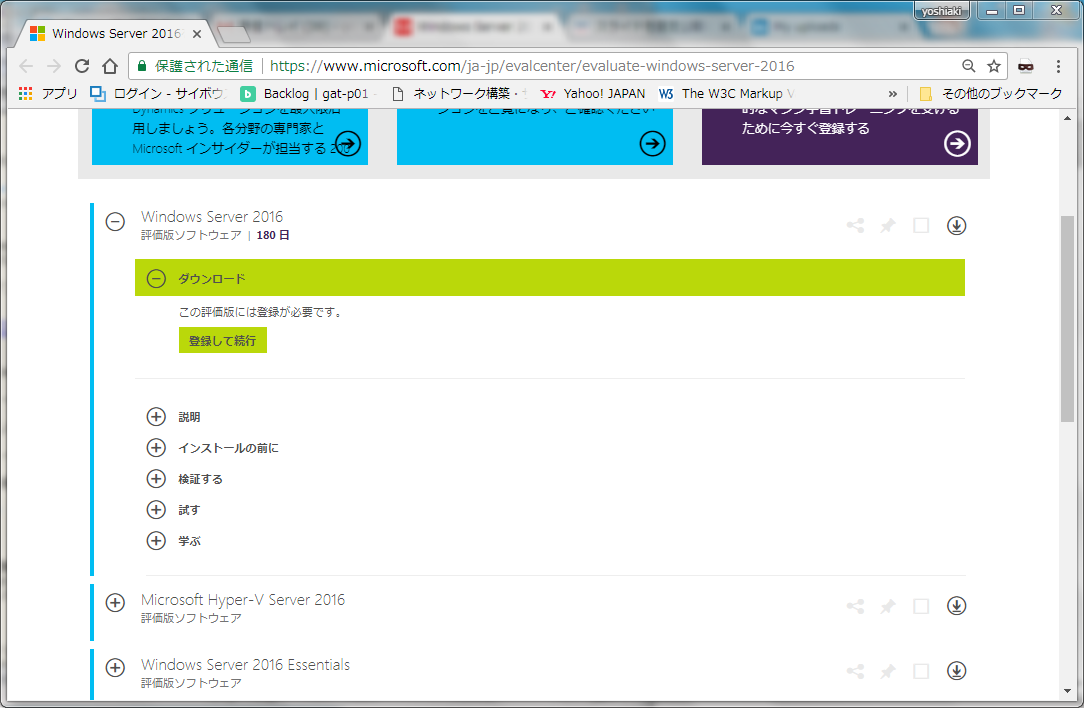 yoshiaki
Windows Server 2016
保護された通信 | https://www.microsoft.com/ja-jp/evalcenter/evaluate-windows-server-2016
アプリ ログイン - サイボウ Backlog | gat-p01 ネットワーク構築・ Yahoo! JAPAN The W3C Markup V » その他のブックマーク
用しましょう。各分野の専門家と
Microsoft インサイダーが担当する
ために今すぐ登録する
Windows Server 2016
評価版ソフトウェア | 180 日
ダウンロード
この評価版には登録が必要です。
登録して続行
説明
インストールの前に
検証する
試す
学ぶ
Microsoft Hyper-V Server 2016
評価版ソフトウェア
Windows Server 2016 Essentials
評価版ソフトウェア